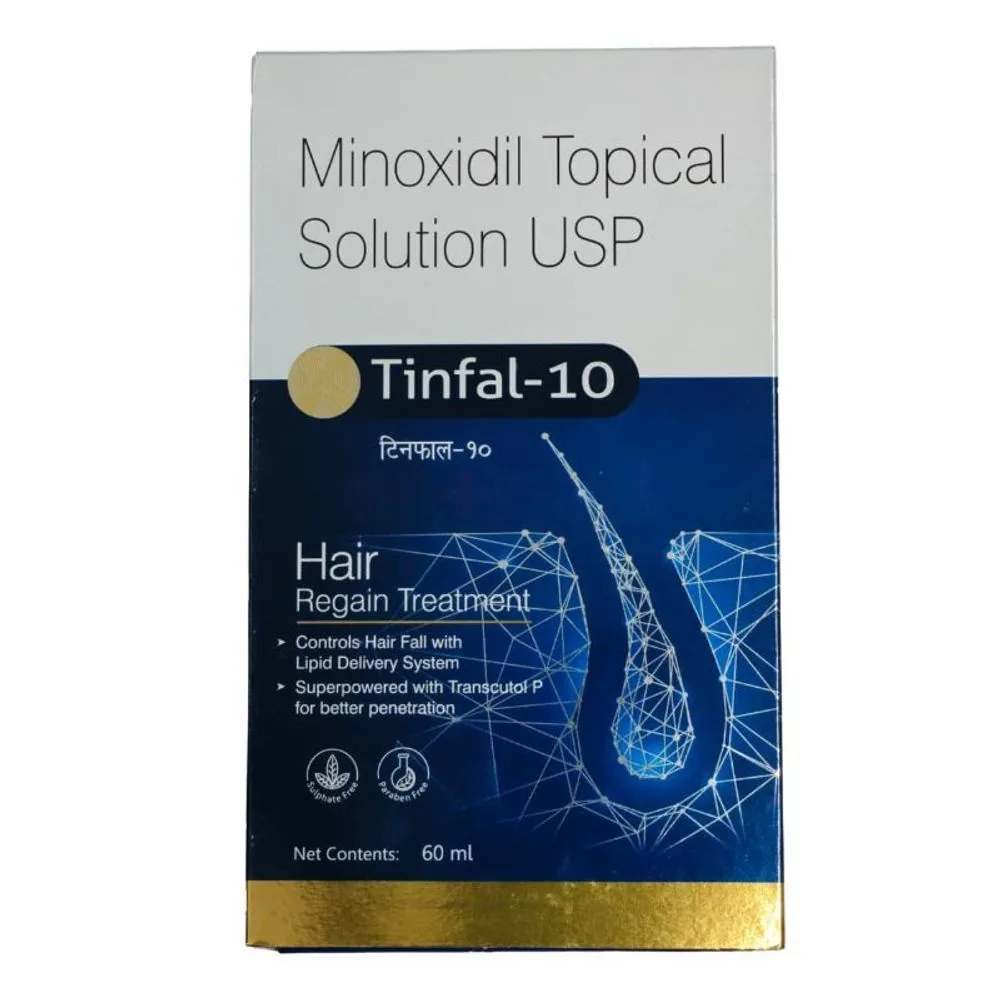 Minoxidil Topical
Solution USP
Tinfal-10
टिनफाल-१०
Hair
Regain Treatment
Controls Hair Fall with
Lipid Delivery System
Superpowered with Transcutol P
for better penetration
Sulphate Free
Paraben Free
Net Contents: 60 ml